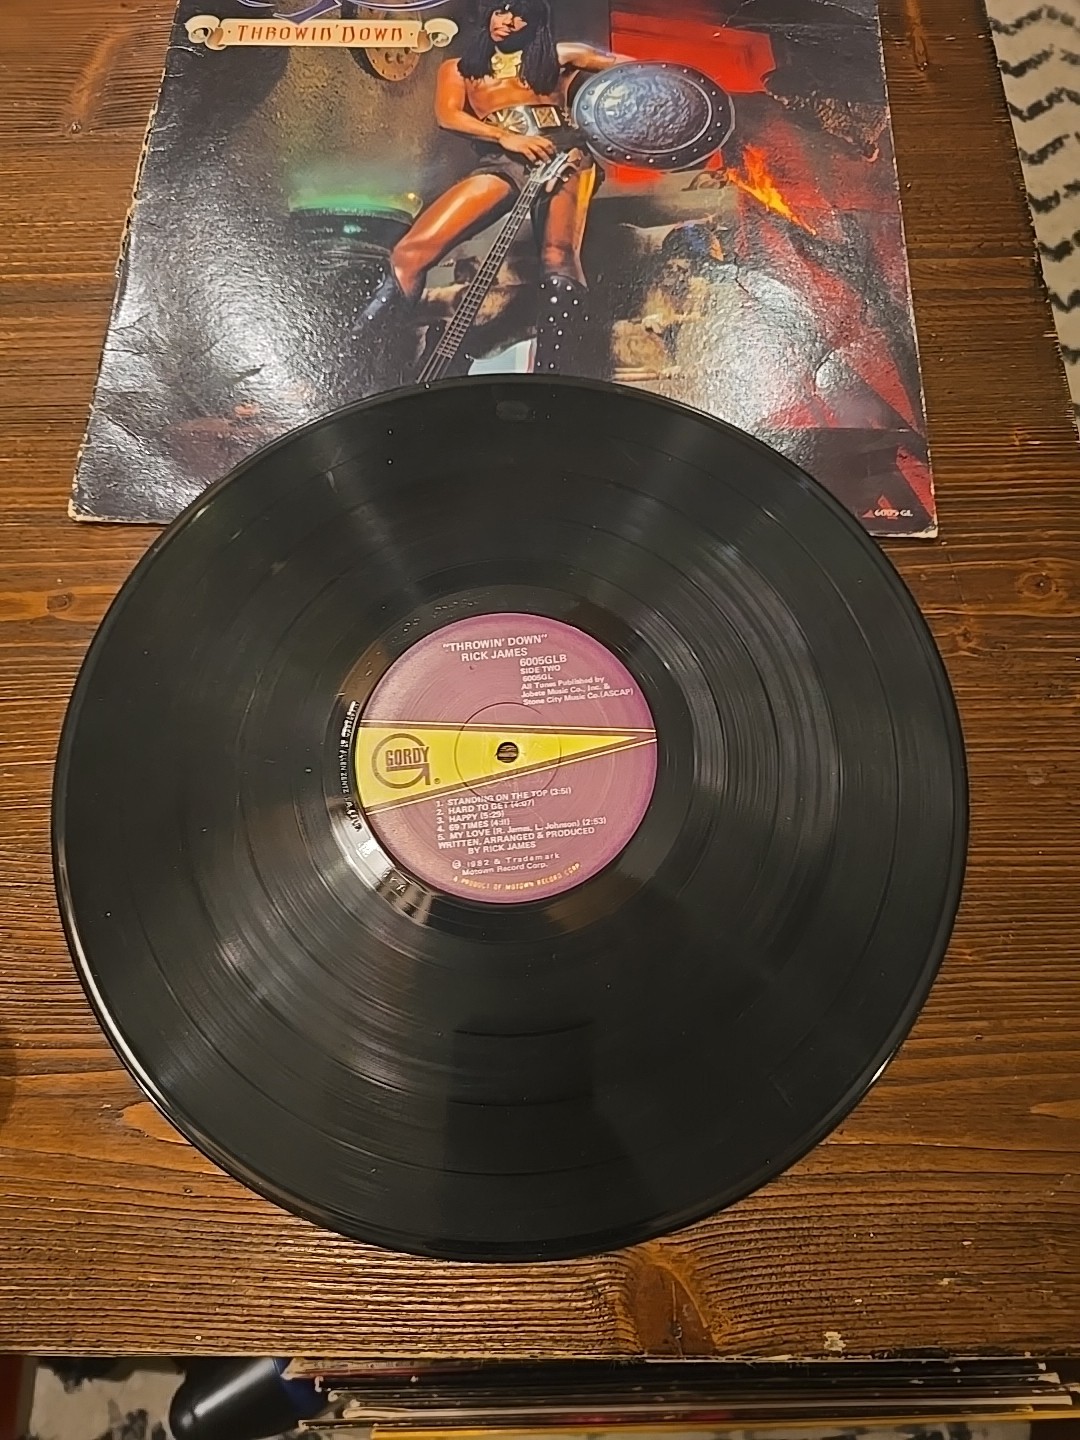 THROWIN' DOWN
6005 GL
"THROWIN' DOWN"
RICK JAMES
6005GLB
SIDE TWO
6005GL
All Tunes Published by
Jobete Music Co., Inc. &
Stone City Music Co. (ASCAP)
GORDY
®
1. STANDING ON THE TOP (3:51)
2. HARD TO GET (4:07)
3. HAPPY (5:29)
4. 69 TIMES (4:11)
5. MY LOVE (R. James, L. Johnson) (2:53)
WRITTEN, ARRANGED & PRODUCED
BY RICK JAMES
℗ 1982 & Trademark
Motown Record Corp.
A PRODUCT OF MOTOWN RECORD CORP.